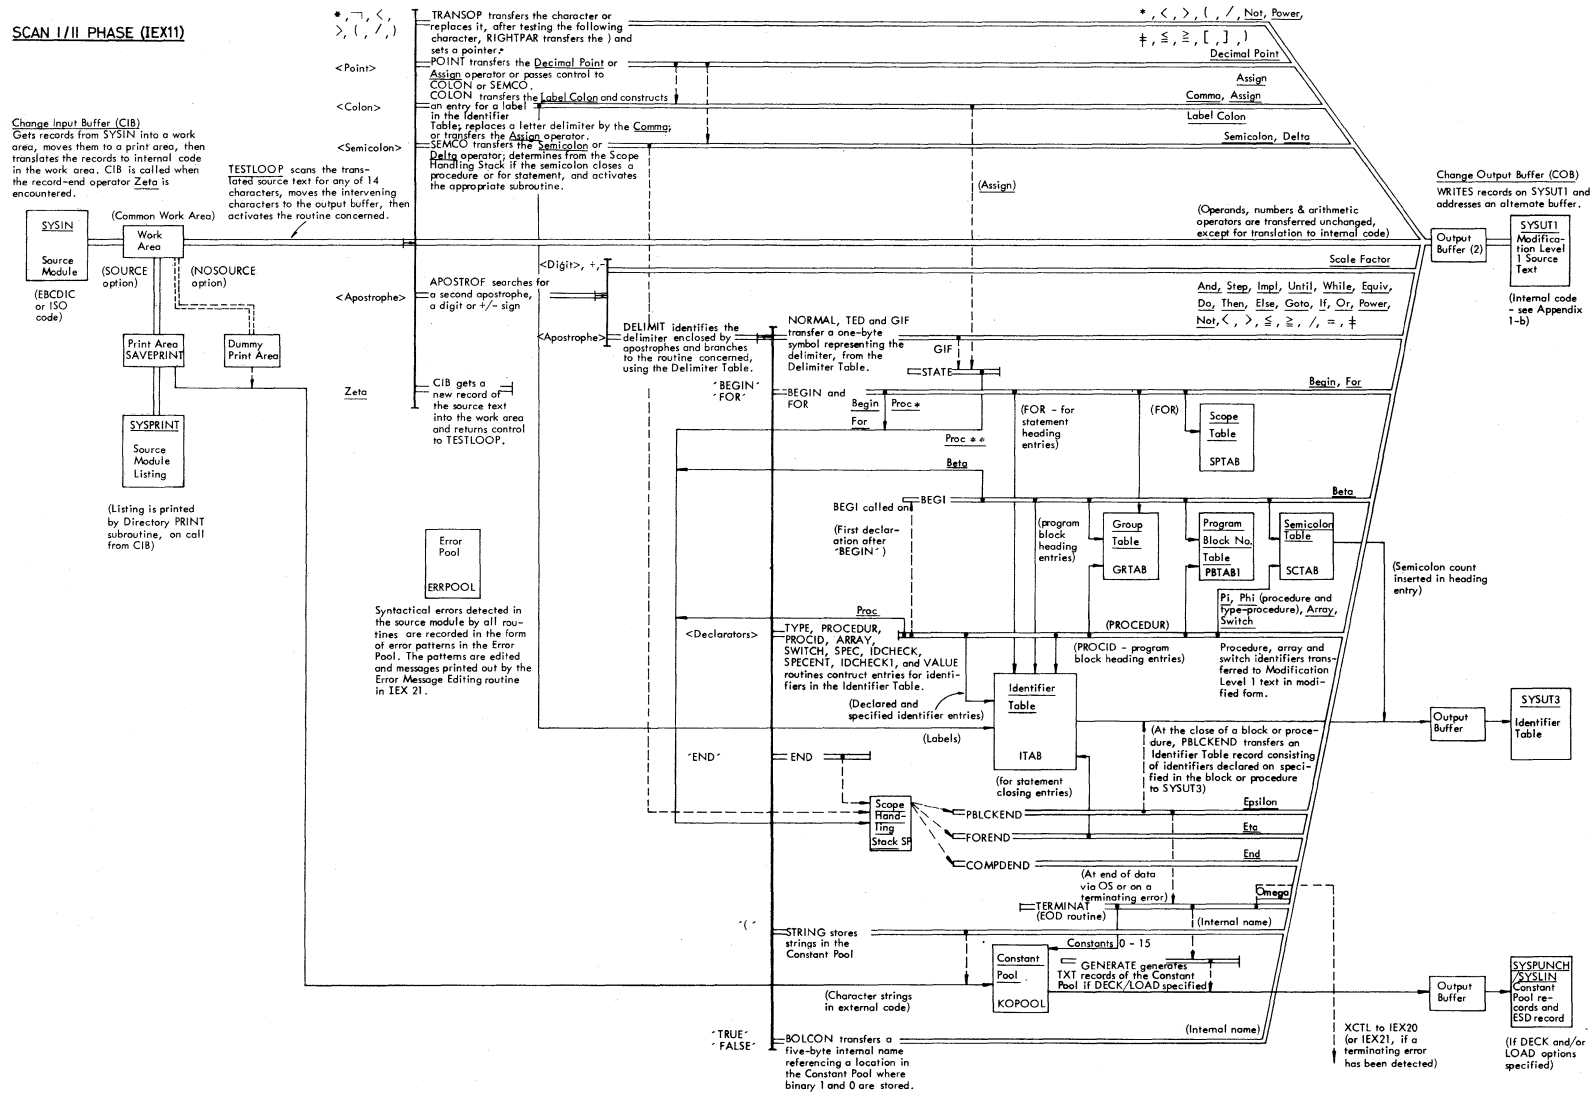 SCAN I/II PHASE (IEX11)
*, ¬, <,
>, (, /, )
TRANSOP transfers the character or
replaces it, after testing the following
character, RIGHTPAR transfers the ) and
sets a pointer.
*, <, >, (, /, Not, Power,
≠, ≦, ≧, [, ], )
<Point>
POINT transfers the Decimal Point or
Assign operator or passes control to
COLON or SEMCO.
Decimal Point
Assign
<Colon>
COLON transfers the Label Colon and constructs
an entry for a label
in the Identifier
Table; replaces a letter delimiter by the Comma;
or transfers the Assign operator.
Comma, Assign
Label Colon
<Semicolon>
SEMCO transfers the Semicolon or
Delta operator; determines from the Scope
Handling Stack if the semicolon closes a
procedure or for statement, and activates
the appropriate subroutine.
Semicolon, Delta
(Assign)
Change Input Buffer (CIB)
Gets records from SYSIN into a work
area, moves them to a print area, then
translates the records to internal code
in the work area. CIB is called when
the record-end operator Zeta is
encountered.
TESTLOOP scans the trans-
lated source text for any of 14
characters, moves the intervening
characters to the output buffer, then
activates the routine concerned.
(Common Work Area)
SYSIN
Source
Module
(EBCDIC
or ISO
code)
Work
Area
(SOURCE
option)
(NOSOURCE
option)
Print Area
SAVEPRINT
Dummy
Print Area
SYSPRINT
Source
Module
Listing
(Listing is printed
by Directory PRINT
subroutine, on call
from CIB)
(Operands, numbers & arithmetic
operators are transferred unchanged,
except for translation to internal code)
Change Output Buffer (COB)
WRITES records on SYSUT1 and
addresses an alternate buffer.
Output
Buffer (2)
SYSUT1
Modifica-
tion Level
1 Source
Text
(Internal code
- see Appendix
1-b)
<Apostrophe>
APOSTROF searches for
a second apostrophe,
a digit or +/- sign
<Digit>, +,-
Scale Factor
<Apostrophe>
DELIMIT identifies the
delimiter enclosed by
apostrophes and branches
to the routine concerned,
using the Delimiter Table.
NORMAL, TED and GIF
transfer a one-byte
symbol representing the
delimiter, from the
Delimiter Table.
And, Step, Impl, Until, While, Equiv,
Do, Then, Else, Goto, If, Or, Power,
Not, <, >, ≦, ≧, /, =, ≠
GIF
STATE
Zeta
CIB gets a
new record of
the source text
into the work area
and returns control
to TESTLOOP.
'BEGIN'
'FOR'
BEGIN and
FOR
Begin, For
Begin
For
Proc *
Proc **
(FOR - for
statement
heading
entries)
(FOR)
Scope
Table
SPTAB
Beta
BEGI
Beta
BEGI called on
(First declar-
ation after
'BEGIN')
(program
block
heading
entries)
Group
Table
GRTAB
Program
Block No.
Table
PBTAB1
Semicolon
Table
SCTAB
(Semicolon count
inserted in heading
entry)
Error
Pool
ERRPOOL
Syntactical errors detected in
the source module by all rou-
tines are recorded in the form
of error patterns in the Error
Pool. The patterns are edited
and messages printed out by the
Error Message Editing routine
in IEX 21.
Proc
<Declarators>
TYPE, PROCEDUR,
PROCID, ARRAY,
SWITCH, SPEC, IDCHECK,
SPECENT, IDCHECK1, and VALUE
routines contruct entries for identi-
fiers in the Identifier Table.
(PROCEDUR)
Pi, Phi (procedure and
type-procedure), Array,
Switch
(PROCID - program
block heading entries)
Procedure, array and
switch identifiers trans-
ferred to Modification
Level 1 text in modi-
fied form.
(Declared and
specified identifier entries)
Identifier
Table
ITAB
(Labels)
(for statement
closing entries)
(At the close of a block or proce-
dure, PBLCKEND transfers an
Identifier Table record consisting
of identifiers declared on speci-
fied in the block or procedure
to SYSUT3)
Output
Buffer
SYSUT3
Identifier
Table
'END'
END
Scope
Hand-
ling
Stack SP
PBLCKEND
Epsilon
FOREND
Eta
COMPDEND
End
(At end of data
via OS or on a
terminating error)
Omega
TERMINAT
(EOD routine)
(Internal name)
'('
STRING stores
strings in the
Constant Pool
Constants 0 - 15
Constant
Pool
KOPOOL
GENERATE generates
TXT records of the Constant
Pool if DECK/LOAD specified
(Character strings
in external code)
Output
Buffer
SYSPUNCH
/SYSLIN
Constant
Pool re-
cords and
ESD record
(If DECK and/or
LOAD options
specified)
'TRUE'
'FALSE'
BOLCON transfers a
five-byte internal name
referencing a location in
the Constant Pool where
binary 1 and 0 are stored.
(Internal name)
XCTL to IEX20
(or IEX21, if a
terminating error
has been detected)